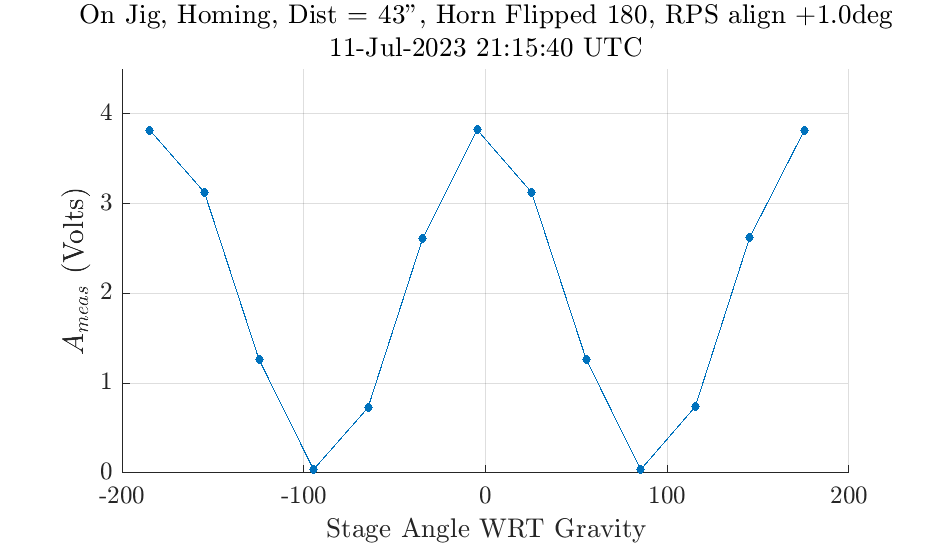 On Jig, Homing, Dist = 43”, Horn Flipped 180, RPS align +1.0deg
11-Jul-2023 21:15:40 UTC
A_meas (Volts)
4
3
2
1
0
-200 -100 0 100 200
Stage Angle WRT Gravity